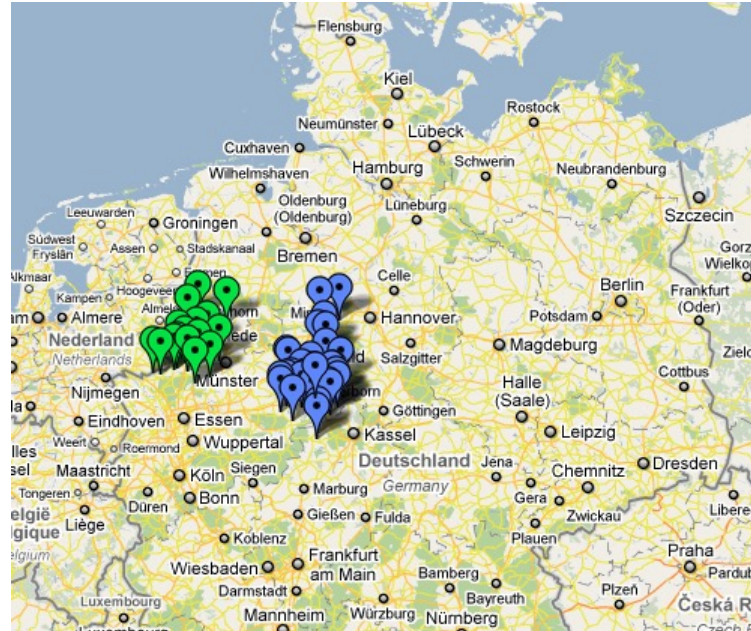 Flensburg
Kiel
Rostock
Neumünster
Lübeck
Cuxhaven
Schwerin
Hamburg
Neubrandenburg
Wilhelmshaven
Leeuwarden
Oldenburg
(Oldenburg)
Lüneburg
Szczecin
Groningen
Südwest
Fryslân
Assen
Stadskanaal
Bremen
Alkmaar
Hoogeveen
Emmen
Celle
Kampen
Berlin
Frankfurt
(Oder)
Almere
Hannover
Potsdam
Nederland
Netherlands
Salzgitter
Magdeburg
Münster
Nijmegen
Halle
(Saale)
Cottbus
Eindhoven
Essen
Göttingen
Weert
Roermond
Wuppertal
Kassel
Leipzig
Maastricht
Köln
Siegen
Deutschland
Germany
Jena
Chemnitz
Dresden
Tongeren
Düren
Bonn
Marburg
Gera
Zwickau
Liège
Gießen
Fulda
Plauen
Koblenz
Frankfurt
am Main
Wiesbaden
Praha
Darmstadt
Bamberg
Bayreuth
Plzeň
Luxembourg
Mannheim
Würzburg
Nürnberg
Česká R